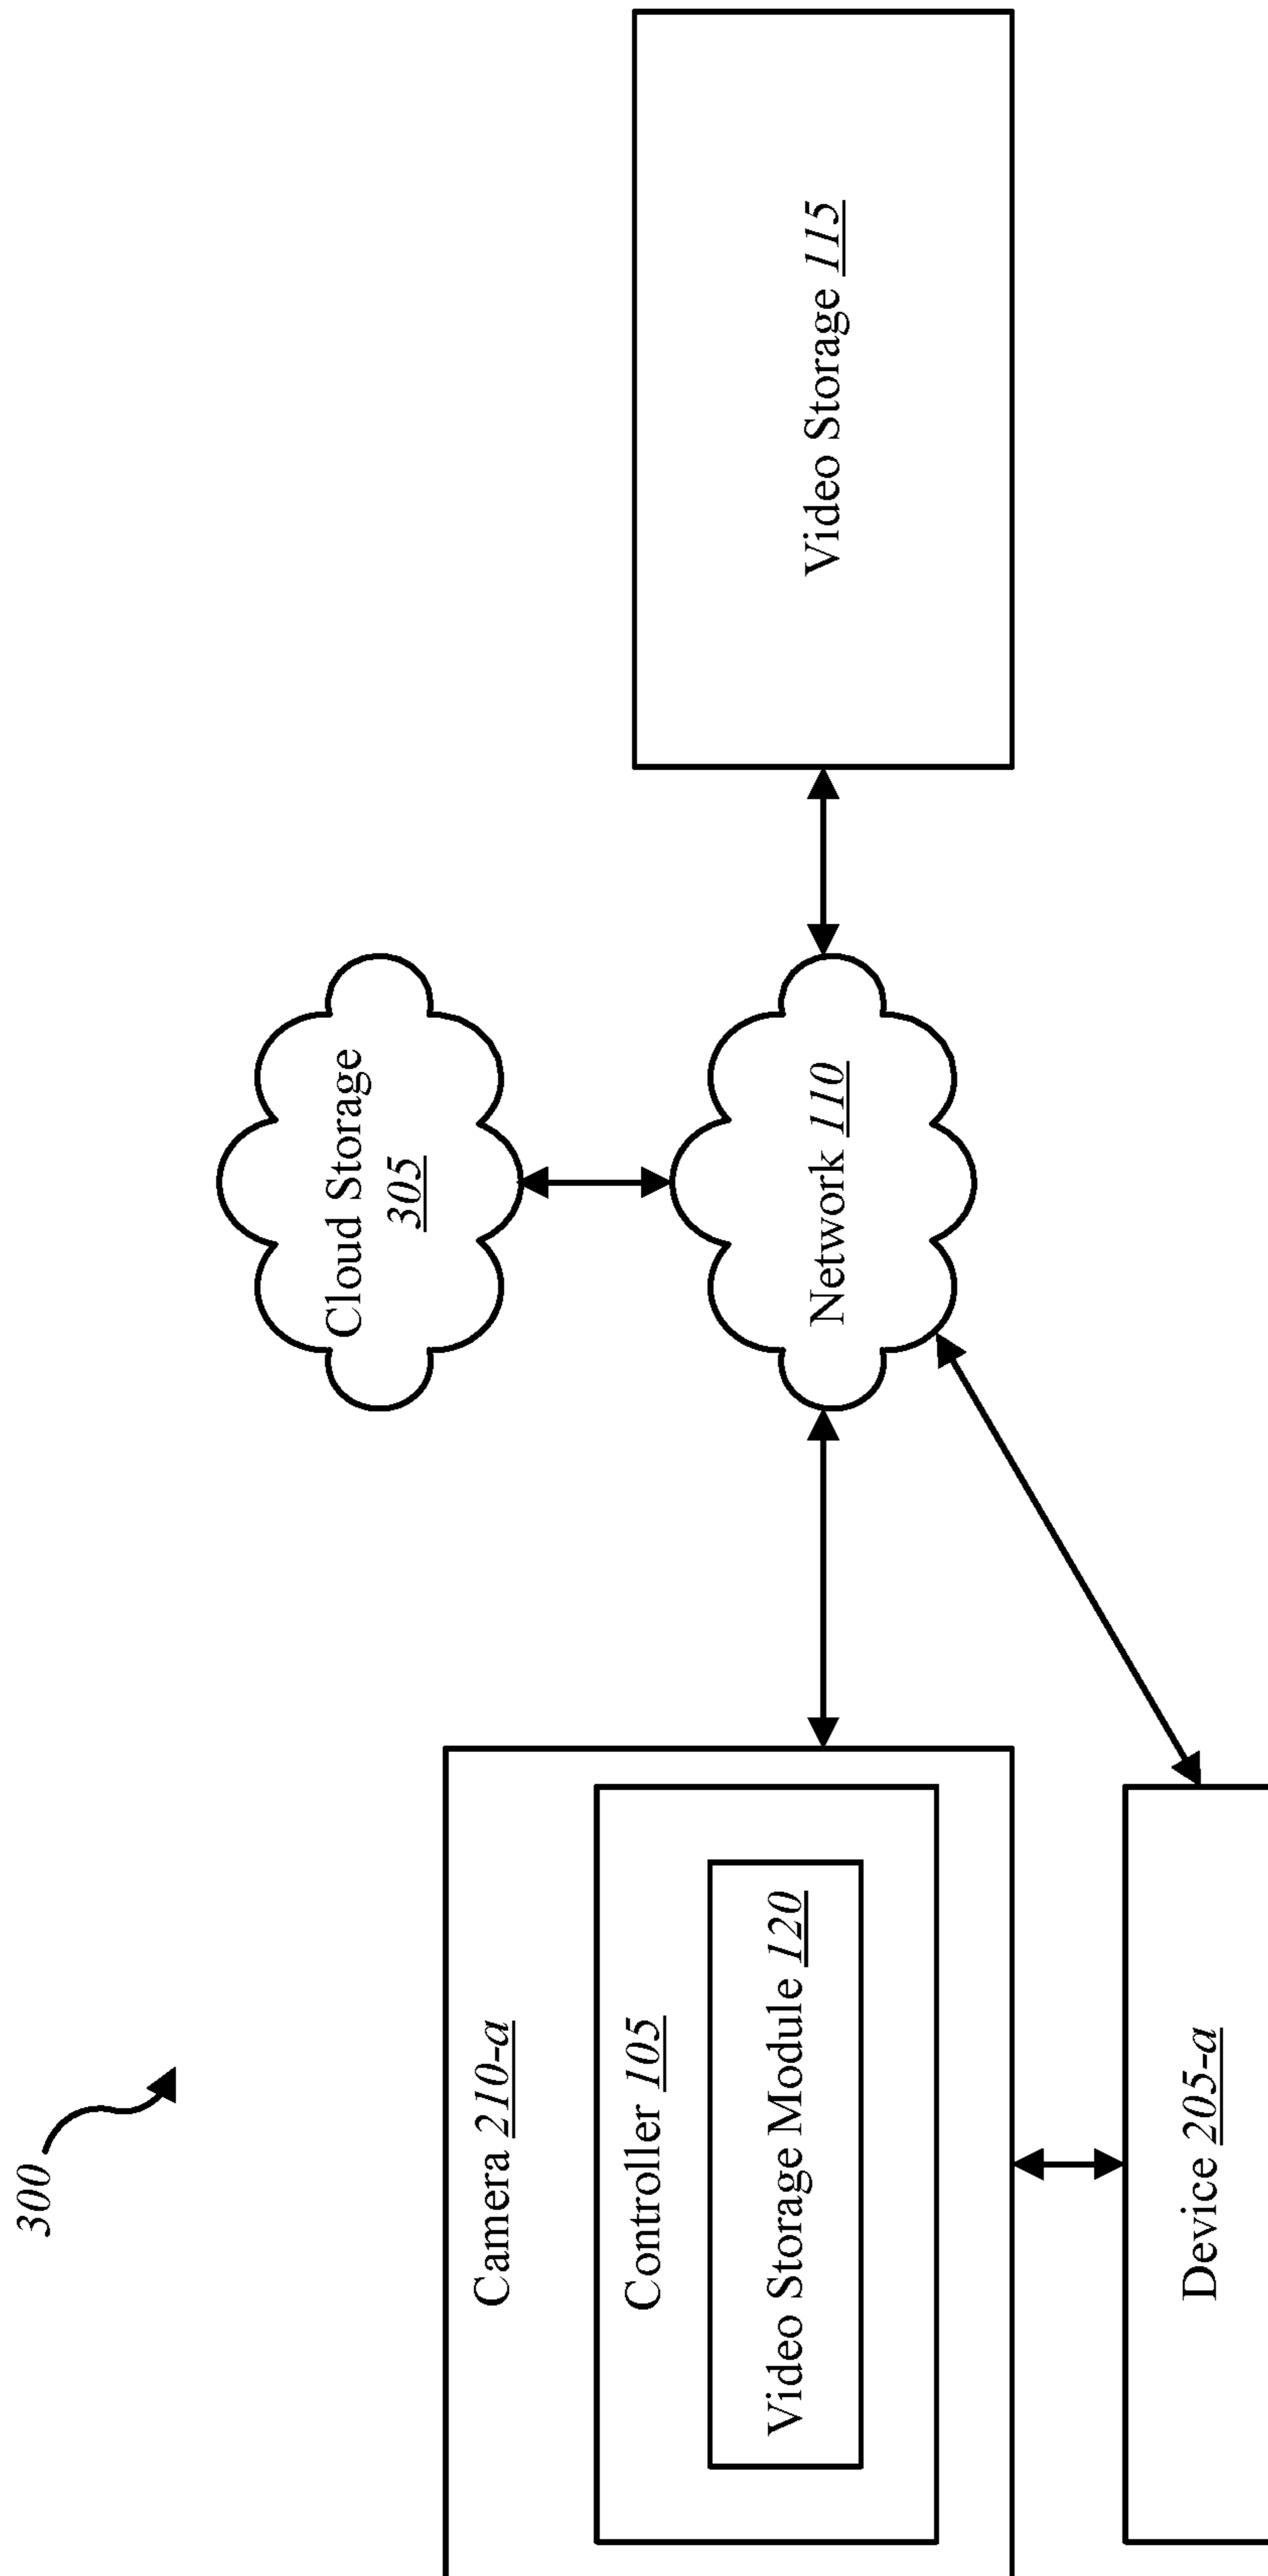 300
Camera 210-a
Controller 105
Video Storage Module 120
Device 205-a
Cloud Storage
305
Network 110
Video Storage 115